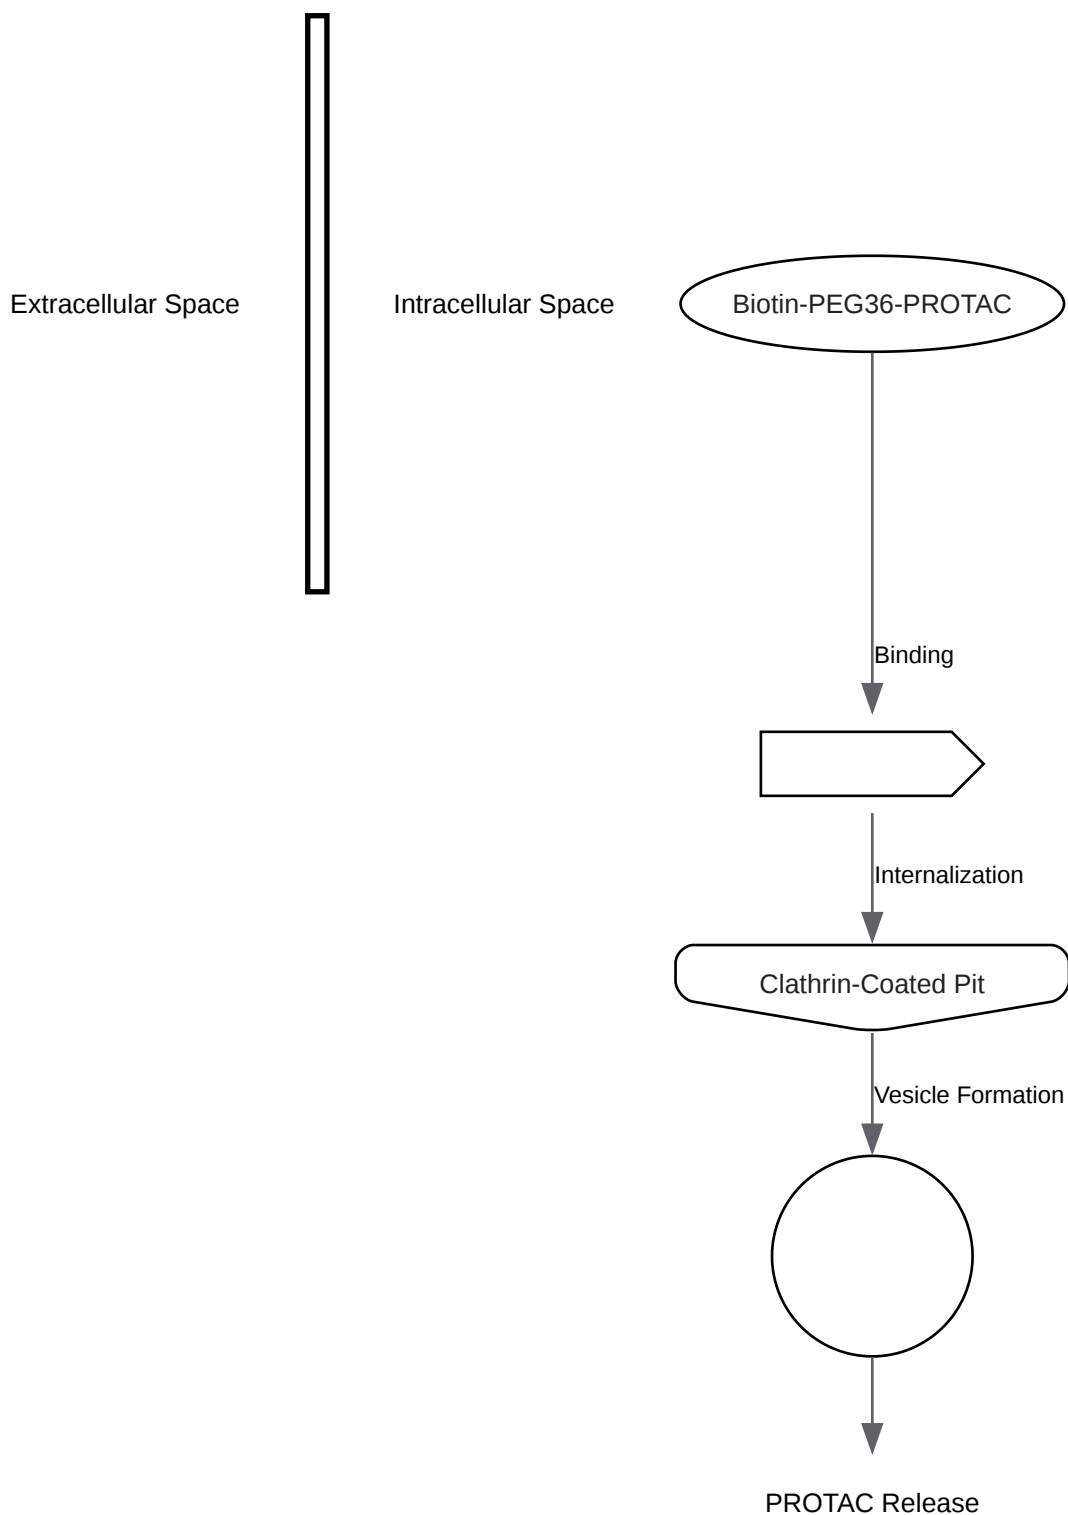 Extracellular Space
Intracellular Space
Biotin-PEG36-PROTAC
Binding
Internalization
Clathrin-Coated Pit
Vesicle Formation
PROTAC Release